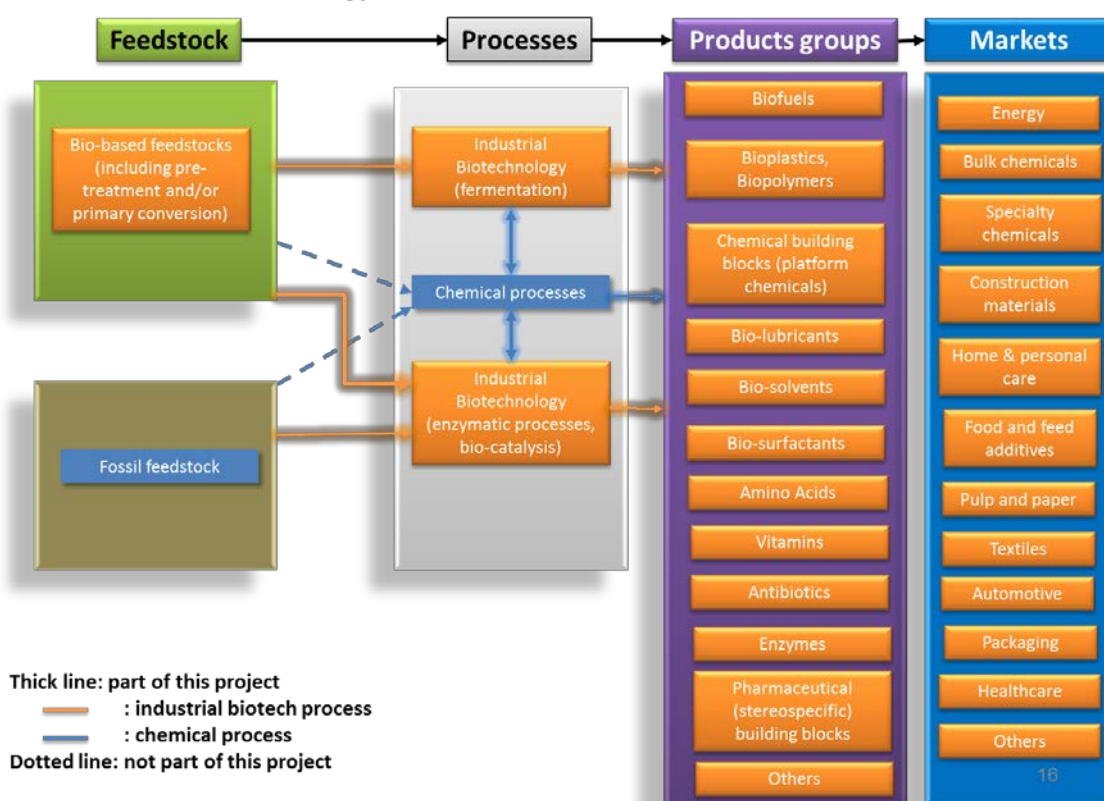 Feedstock
Processes
Products groups
Markets
Bio-based feedstocks
(including pre-
treatment and/or
primary conversion)
Fossil feedstock
Industrial
Biotechnology
(fermentation)
Chemical processes
Industrial
Biotechnology
(enzymatic processes,
bio-catalysis)
Biofuels
Bioplastics,
Biopolymers
Chemical building
blocks (platform
chemicals)
Bio-lubricants
Bio-solvents
Bio-surfactants
Amino Acids
Vitamins
Antibiotics
Enzymes
Pharmaceutical
(stereospecific)
building blocks
Others
Energy
Bulk chemicals
Specialty
chemicals
Construction
materials
Home & personal
care
Food and feed
additives
Pulp and paper
Textiles
Automotive
Packaging
Healthcare
Others
16
Thick line: part of this project
: industrial biotech process
: chemical process
Dotted line: not part of this project